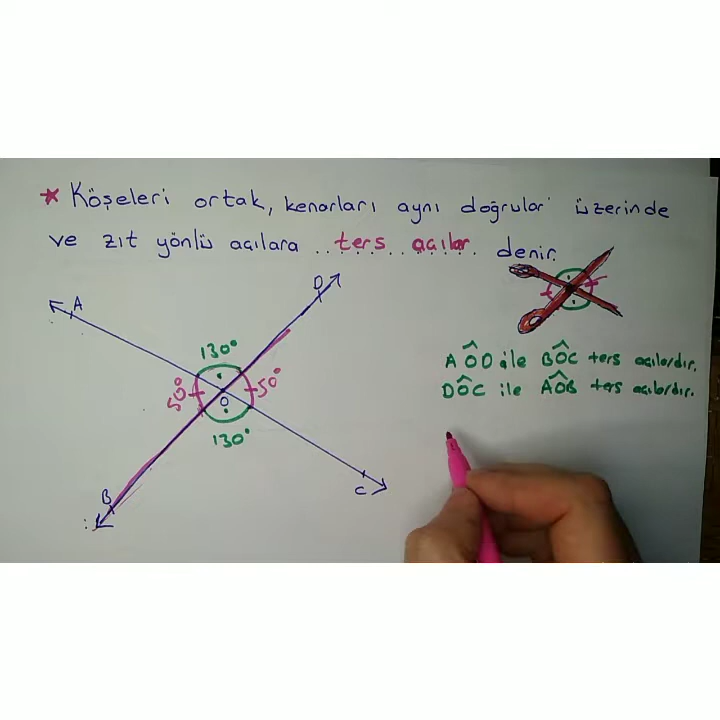 * Köşeleri ortak, kenarları aynı doğrular üzerinde
ve zıt yönlü açılara ...ters açılar... denir.
D
A
130°
AÔD ile BÔC ters açılardır.
50°
50°
DÔC ile AÔB ters açılardır.
O
130°
B
C